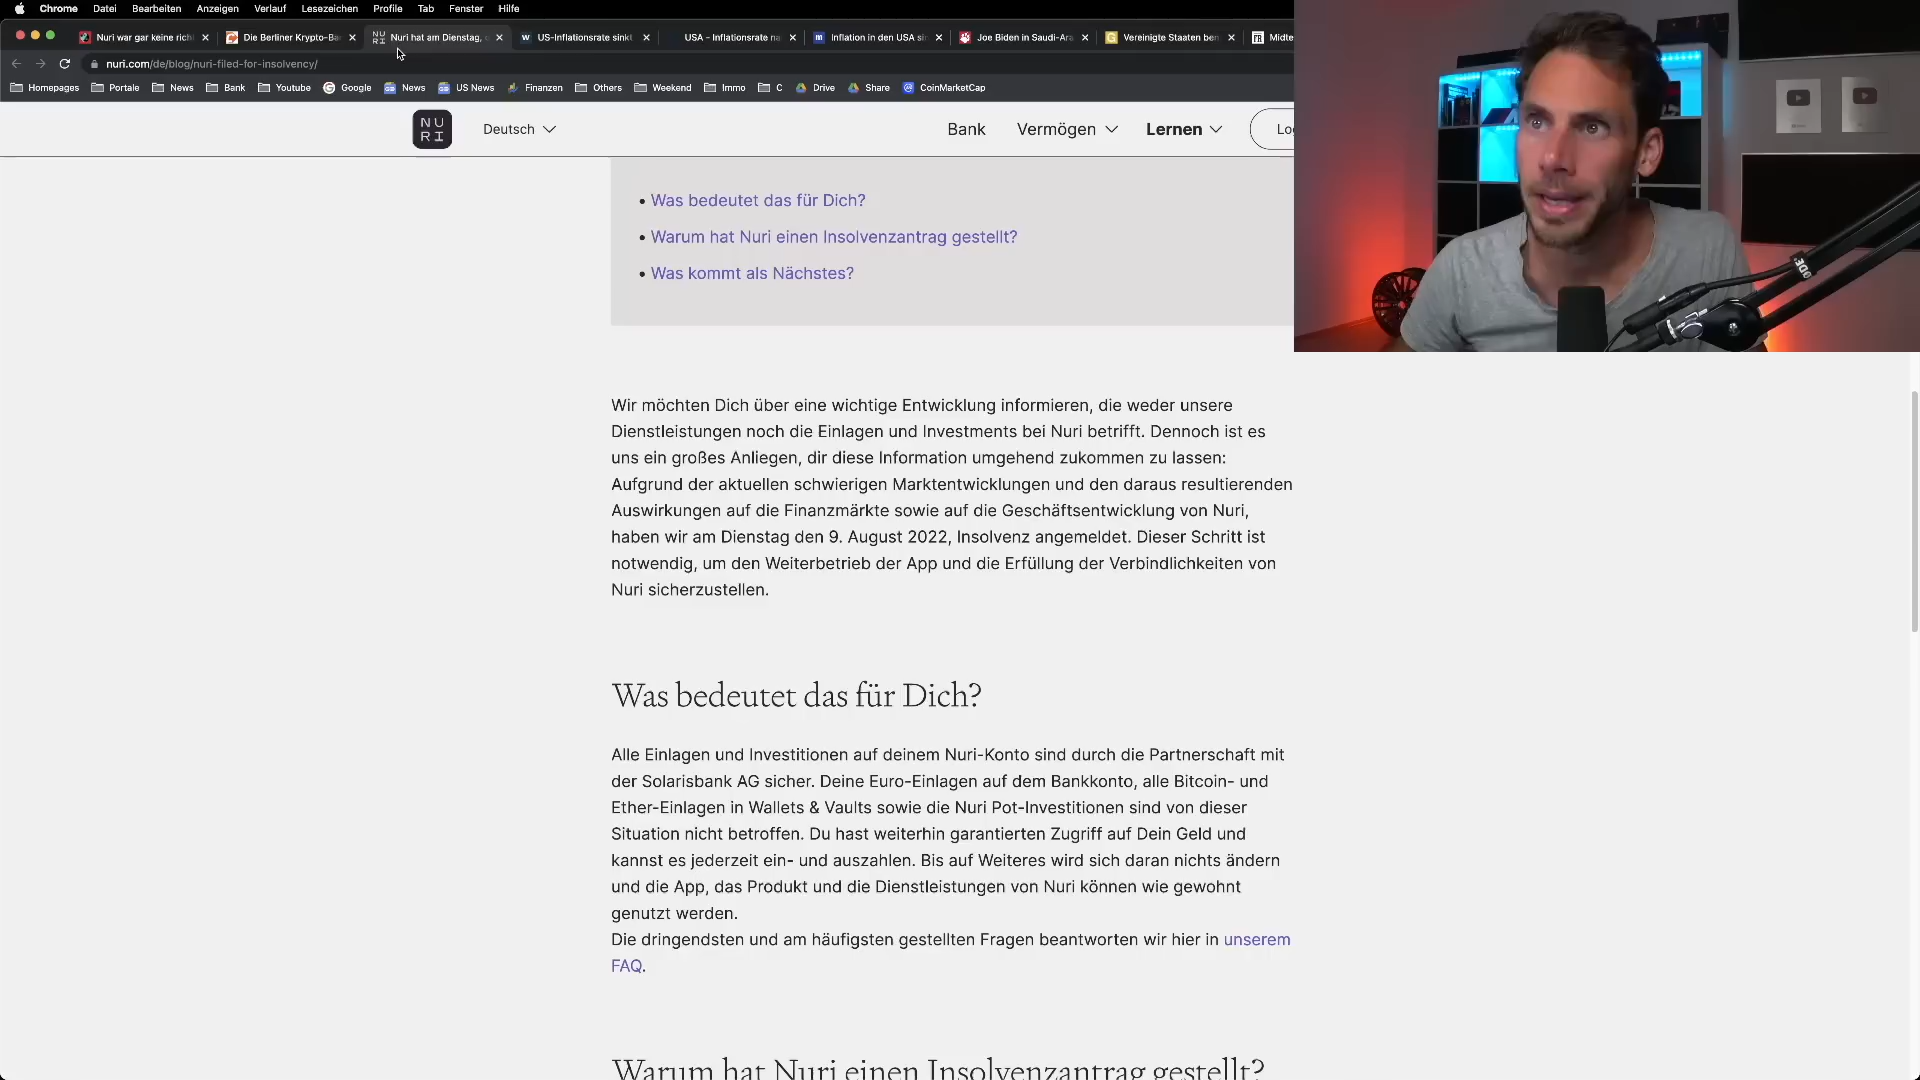 Chrome Datei Bearbeiten Anzeigen Verlauf Lesezeichen Profile Tab Fenster Hilfe
Nuri war gar keine rich
Die Berliner Krypto-Ba
Nuri hat am Dienstag,
US-Inflationsrate sinkt
USA – Inflationsrate na
Inflation in den USA si
Joe Biden in Saudi-Ara
Vereinigte Staaten be
Midte
nuri.com/de/blog/nuri-filed-for-insolvency/
Homepages Portale News Bank Youtube Google News US News Finanzen Others Weekend Immo C Drive Share CoinMarketCap
NU
RI
Deutsch
Bank Vermögen Lernen Lo
• Was bedeutet das für Dich?
• Warum hat Nuri einen Insolvenzantrag gestellt?
• Was kommt als Nächstes?
Wir möchten Dich über eine wichtige Entwicklung informieren, die weder unsere
Dienstleistungen noch die Einlagen und Investments bei Nuri betrifft. Dennoch ist es
uns ein großes Anliegen, dir diese Information umgehend zukommen zu lassen:
Aufgrund der aktuellen schwierigen Marktentwicklungen und den daraus resultierenden
Auswirkungen auf die Finanzmärkte sowie auf die Geschäftsentwicklung von Nuri,
haben wir am Dienstag den 9. August 2022, Insolvenz angemeldet. Dieser Schritt ist
notwendig, um den Weiterbetrieb der App und die Erfüllung der Verbindlichkeiten von
Nuri sicherzustellen.
Was bedeutet das für Dich?
Alle Einlagen und Investitionen auf deinem Nuri-Konto sind durch die Partnerschaft mit
der Solarisbank AG sicher. Deine Euro-Einlagen auf dem Bankkonto, alle Bitcoin- und
Ether-Einlagen in Wallets & Vaults sowie die Nuri Pot-Investitionen sind von dieser
Situation nicht betroffen. Du hast weiterhin garantierten Zugriff auf Dein Geld und
kannst es jederzeit ein- und auszahlen. Bis auf Weiteres wird sich daran nichts ändern
und die App, das Produkt und die Dienstleistungen von Nuri können wie gewohnt
genutzt werden.
Die dringendsten und am häufigsten gestellten Fragen beantworten wir hier in unserem
FAQ.
Warum hat Nuri einen Insolvenzantrag gestellt?